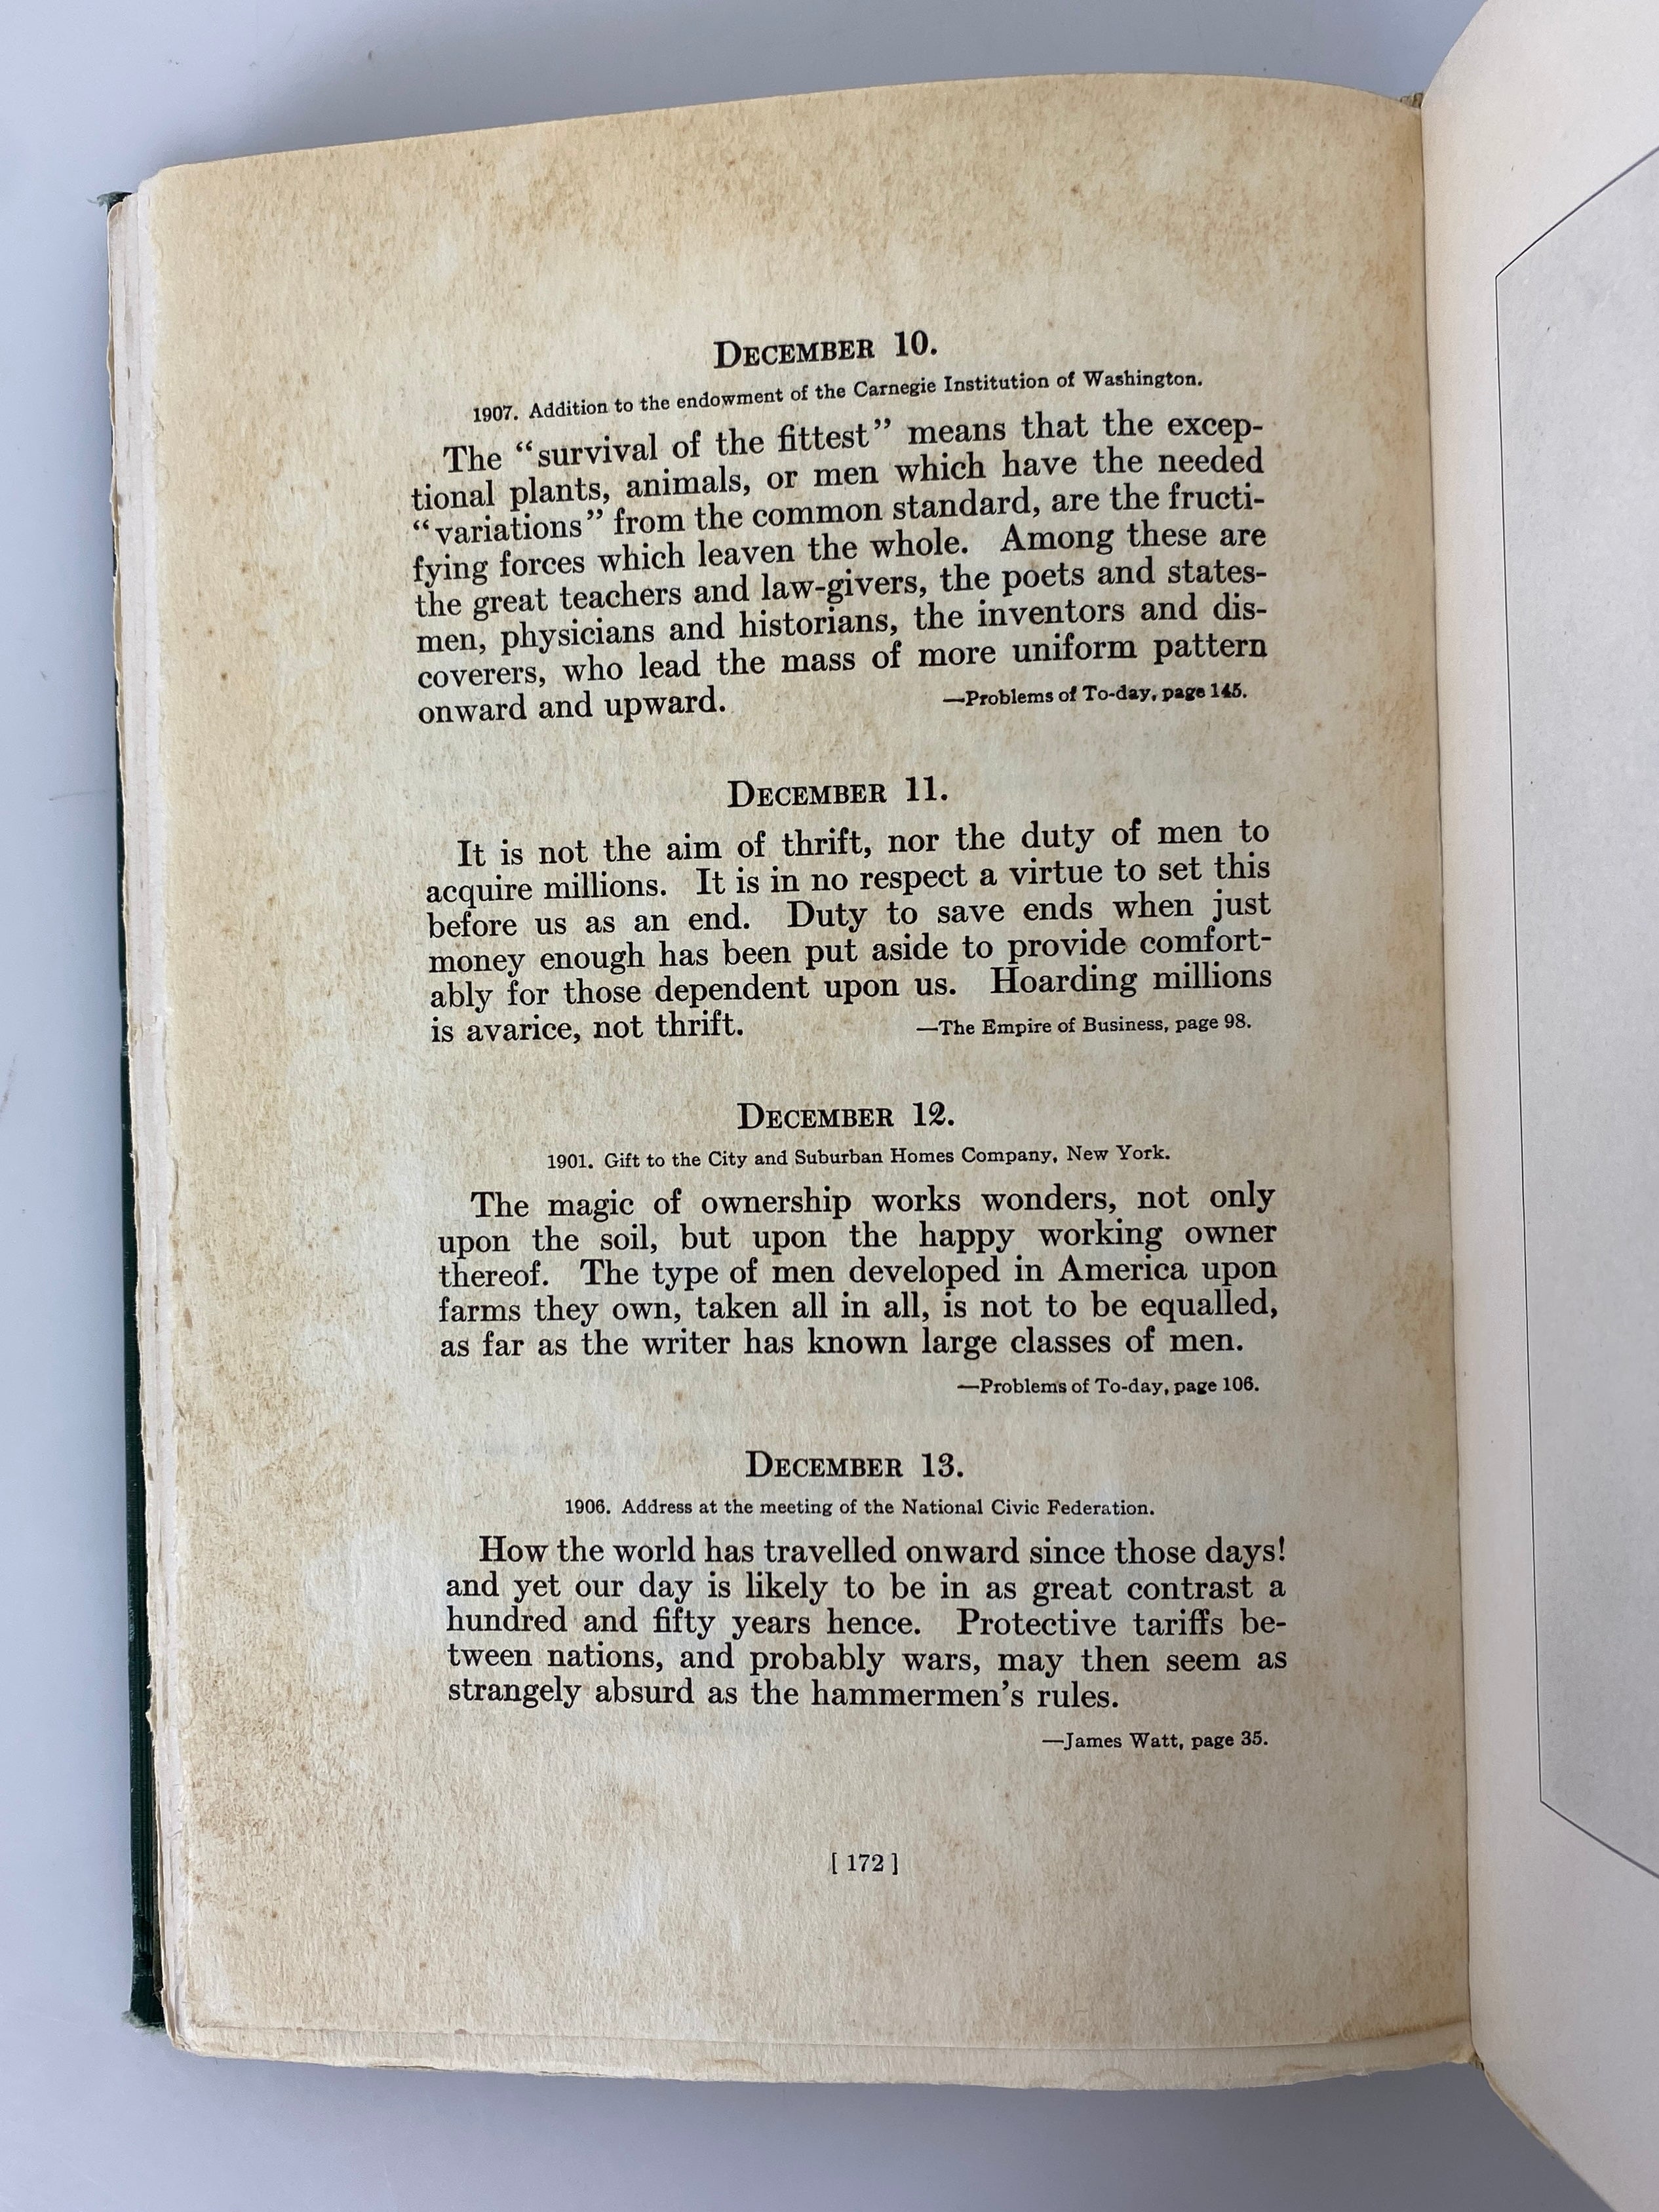 December 10.
1907. Addition to the endowment of the Carnegie Institution of Washington.
The “survival of the fittest” means that the excep-
tional plants, animals, or men which have the needed
“variations” from the common standard, are the fructi-
fying forces which leaven the whole. Among these are
the great teachers and law-givers, the poets and states-
men, physicians and historians, the inventors and dis-
coverers, who lead the mass of more uniform pattern
onward and upward. —Problems of To-day, page 145.
December 11.
It is not the aim of thrift, nor the duty of men to
acquire millions. It is in no respect a virtue to set this
before us as an end. Duty to save ends when just
money enough has been put aside to provide comfort-
ably for those dependent upon us. Hoarding millions
is avarice, not thrift. —The Empire of Business, page 98.
December 12.
1901. Gift to the City and Suburban Homes Company, New York.
The magic of ownership works wonders, not only
upon the soil, but upon the happy working owner
thereof. The type of men developed in America upon
farms they own, taken all in all, is not to be equalled,
as far as the writer has known large classes of men.
—Problems of To-day, page 106.
December 13.
1906. Address at the meeting of the National Civic Federation.
How the world has travelled onward since those days!
and yet our day is likely to be in as great contrast a
hundred and fifty years hence. Protective tariffs be-
tween nations, and probably wars, may then seem as
strangely absurd as the hammermen’s rules.
—James Watt, page 35.
[ 172 ]